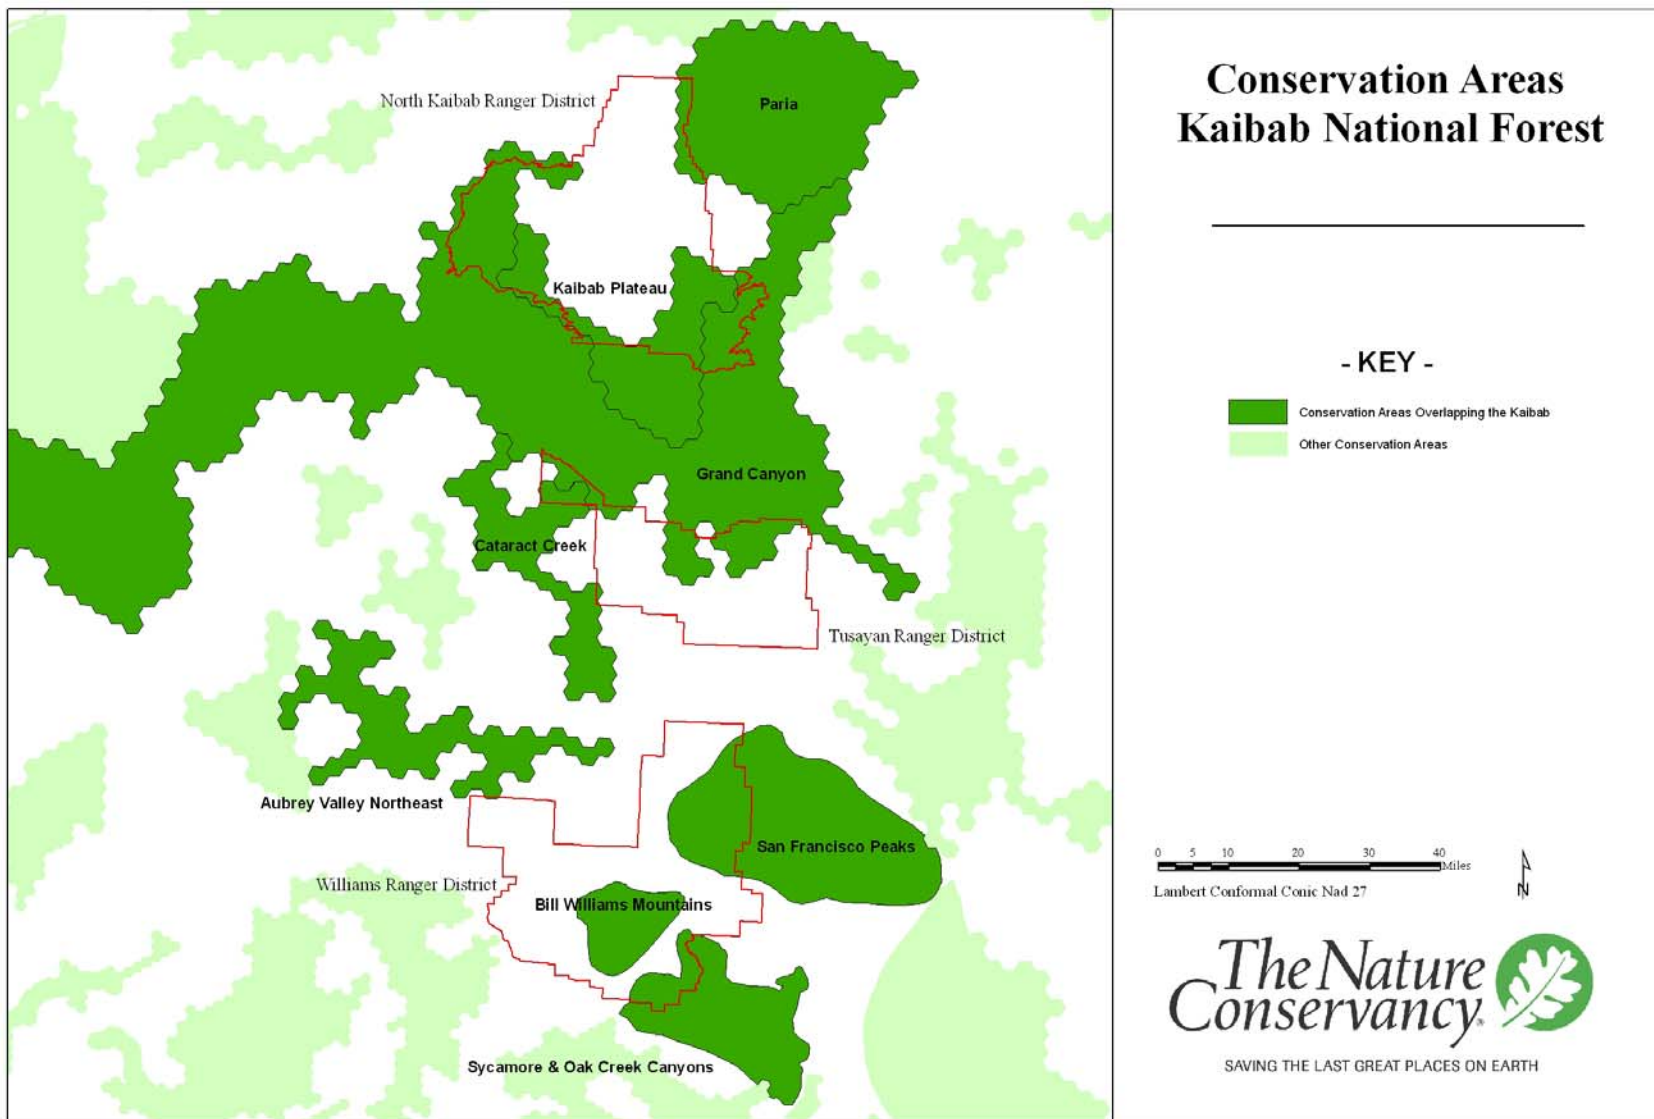 Conservation Areas
Kaibab National Forest
North Kaibab Ranger District
Paria
Kaibab Plateau
Grand Canyon
Cataract Creek
Tusayan Ranger District
Aubrey Valley Northeast
San Francisco Peaks
Williams Ranger District
Bill Williams Mountains
Sycamore & Oak Creek Canyons
- KEY -
Conservation Areas Overlapping the Kaibab
Other Conservation Areas
0 5 10 20 30 40
Miles
Lambert Conformal Conic Nad 27
N
The Nature
Conservancy®
SAVING THE LAST GREAT PLACES ON EARTH